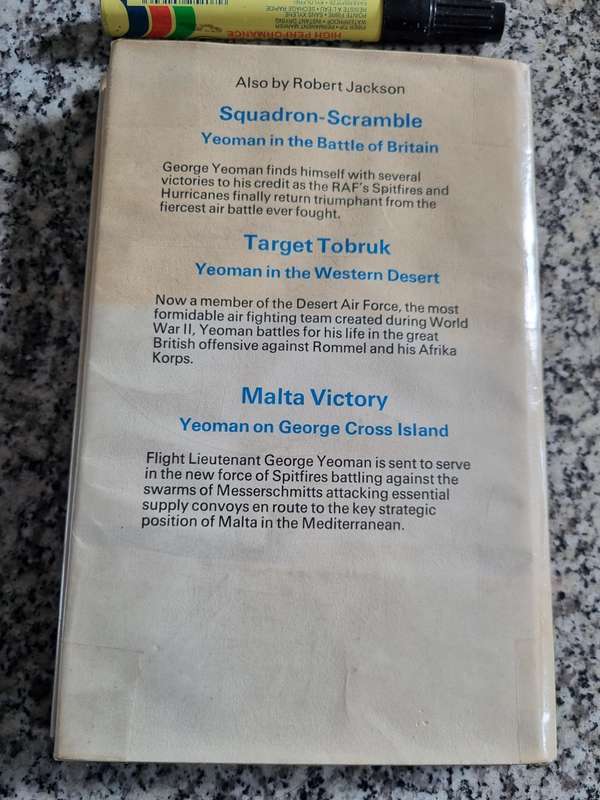 HIGH PERFORMANCE
Also by Robert Jackson
Squadron-Scramble
Yeoman in the Battle of Britain
George Yeoman finds himself with several
victories to his credit as the RAF's Spitfires and
Hurricanes finally return triumphant from the
fiercest air battle ever fought.
Target Tobruk
Yeoman in the Western Desert
Now a member of the Desert Air Force, the most
formidable air fighting team created during World
War II, Yeoman battles for his life in the great
British offensive against Rommel and his Afrika
Korps.
Malta Victory
Yeoman on George Cross Island
Flight Lieutenant George Yeoman is sent to serve
in the new force of Spitfires battling against the
swarms of Messerschmitts attacking essential
supply convoys en route to the key strategic
position of Malta in the Mediterranean.